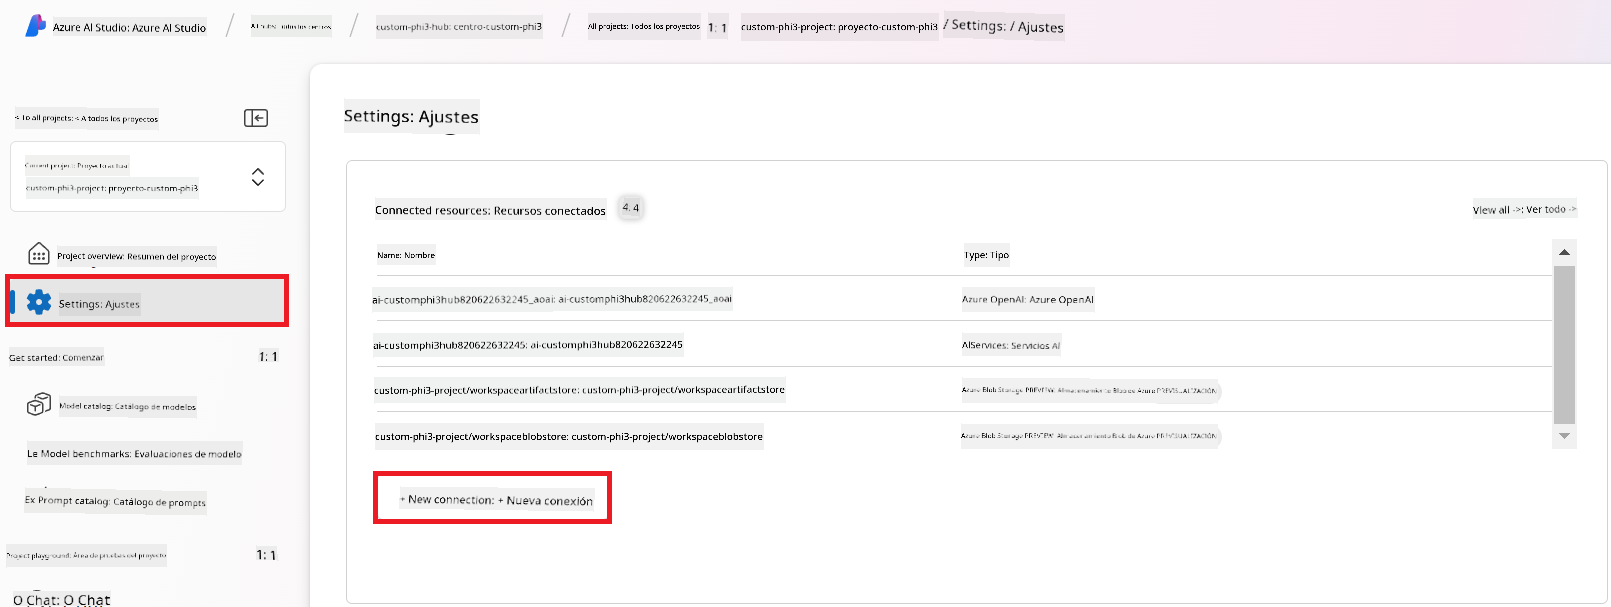 Azure AI Studio: Azure AI Studio / All hubs: Todos los centros / custom-phi3-hub: centro-custom-phi3 / All projects: Todos los proyectos 1: 1 custom-phi3-project: proyecto-custom-phi3 / Settings: / Ajustes
< To all projects: < A todos los proyectos
Current project: Proyecto actual
custom-phi3-project: proyecto-custom-phi3
Project overview: Resumen del proyecto
Settings: Ajustes
Get started: Comenzar 1: 1
Model catalog: Catálogo de modelos
Le Model benchmarks: Evaluaciones de modelo
Ex Prompt catalog: Catálogo de prompts
Project playground: Área de pruebas del proyecto 1: 1
O Chat: O Chat
Settings: Ajustes
Connected resources: Recursos conectados 4. 4
View all ->: Ver todo ->
Name: Nombre Type: Tipo
ai-customphi3hub820622632245_aoai: ai-customphi3hub820622632245_aoai Azure OpenAI: Azure OpenAI
ai-customphi3hub820622632245: ai-customphi3hub820622632245 AIServices: Servicios AI
custom-phi3-project/workspaceartifactstore: custom-phi3-project/workspaceartifactstore Azure Blob Storage PREVIEW: Almacenamiento Blob de Azure PREVISUALIZACIÓN
custom-phi3-project/workspaceblobstore: custom-phi3-project/workspaceblobstore Azure Blob Storage PREVIEW: Almacenamiento Blob de Azure PREVISUALIZACIÓN
+ New connection: + Nueva conexión